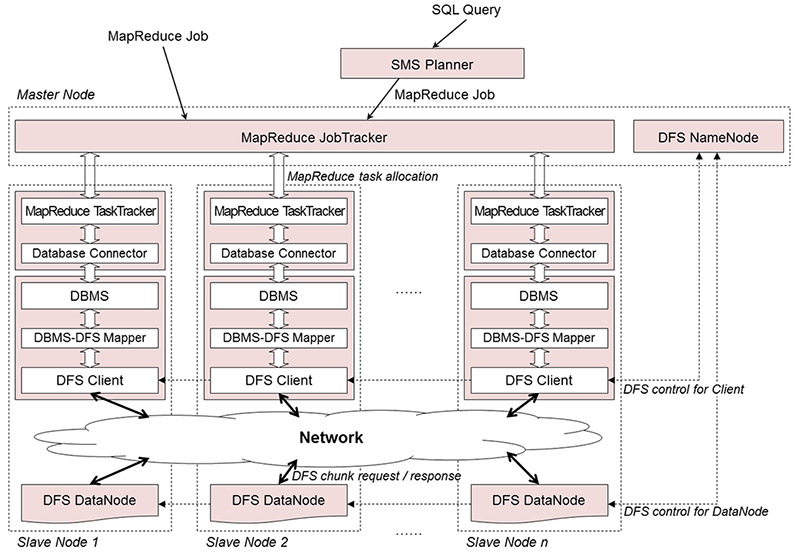 SQL Query
MapReduce Job
SMS Planner
MapReduce Job
Master Node
MapReduce JobTracker
DFS NameNode
MapReduce task allocation
MapReduce TaskTracker
MapReduce TaskTracker
MapReduce TaskTracker
Database Connector
Database Connector
Database Connector
DBMS
DBMS
......
DBMS
DBMS-DFS Mapper
DBMS-DFS Mapper
DBMS-DFS Mapper
DFS Client
DFS Client
DFS Client
DFS control for Client
Network
DFS chunk request / response
DFS DataNode
DFS DataNode
DFS DataNode
DFS control for DataNode
Slave Node 1
Slave Node 2
......
Slave Node n